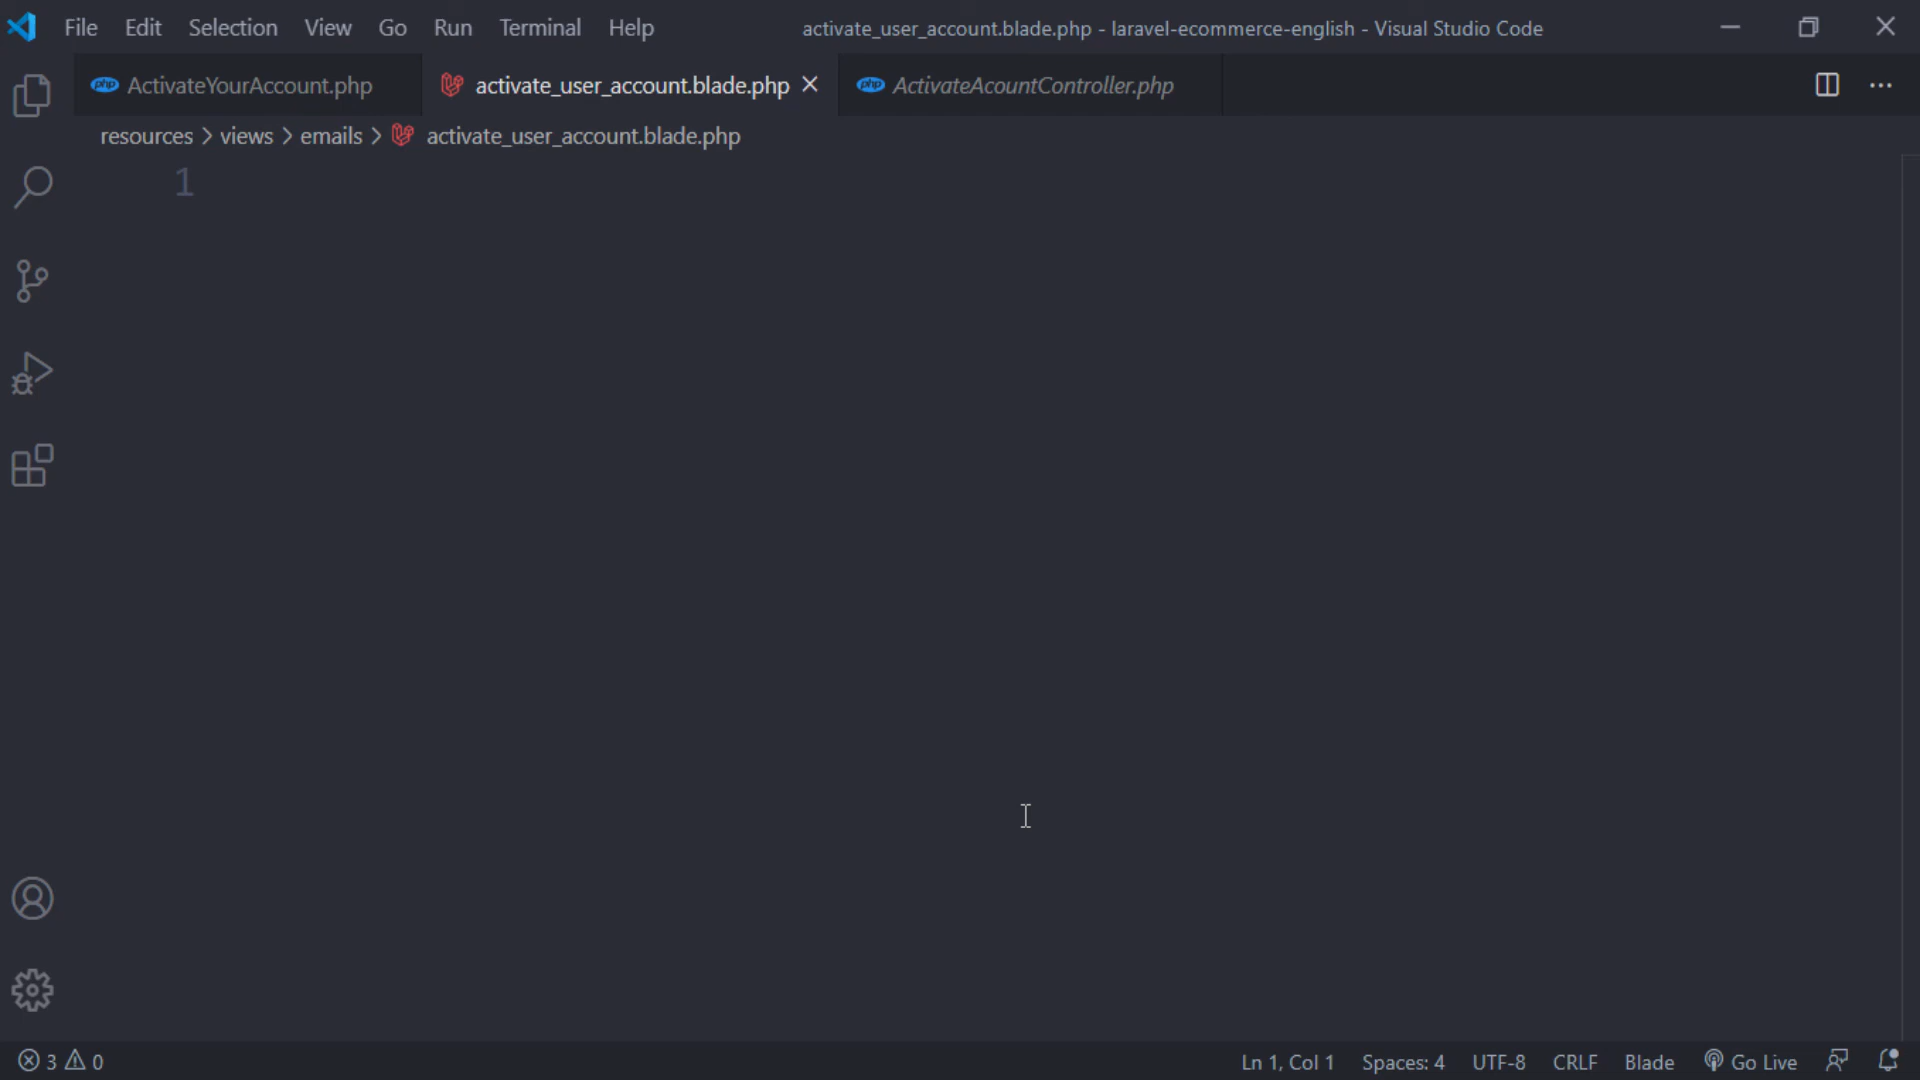 File Edit Selection View Go Run Terminal Help activate_user_account.blade.php - laravel-ecommerce-english - Visual Studio Code
php ActivateYourAccount.php activate_user_account.blade.php php ActivateAcountController.php
resources > views > emails > activate_user_account.blade.php
1
3 0 Ln 1, Col 1 Spaces: 4 UTF-8 CRLF Blade Go Live